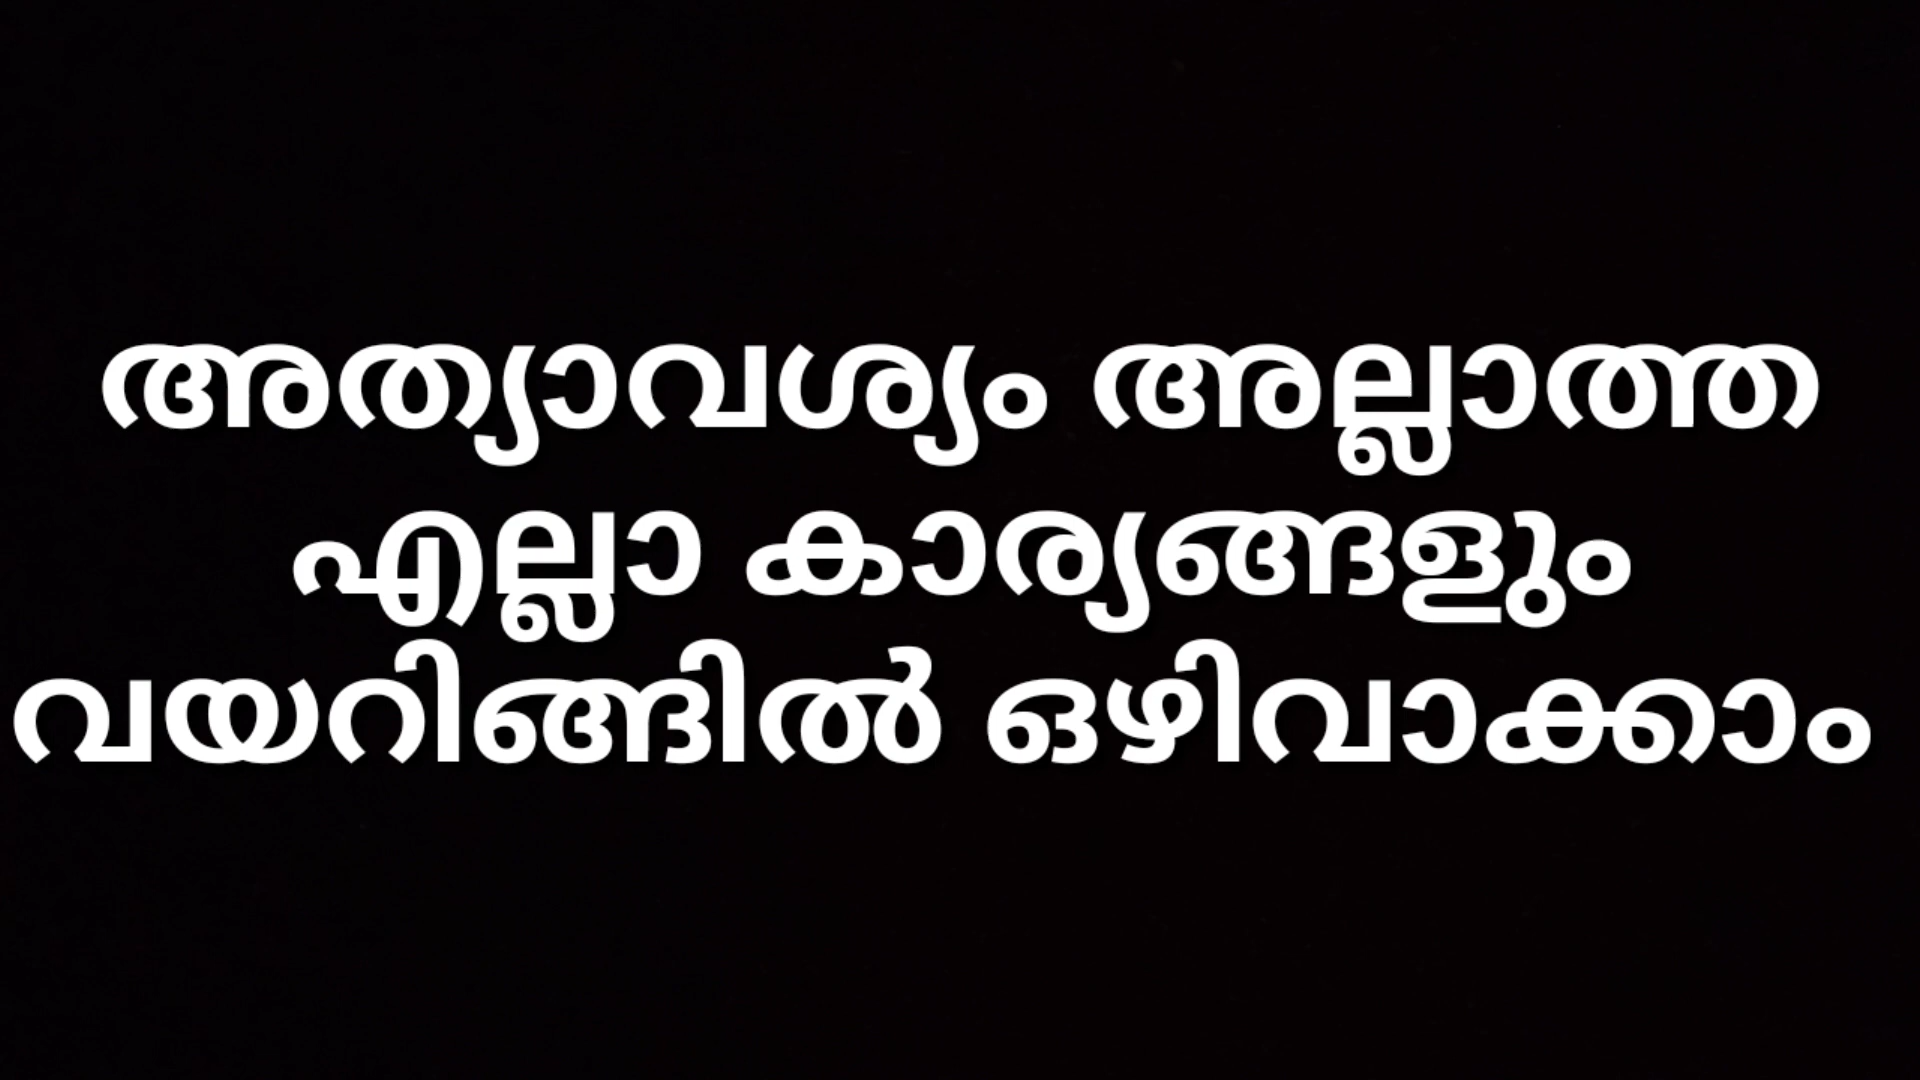 അത്യാവശ്യം അല്ലാത്ത
എല്ലാ കാര്യങ്ങളും
വയറിങ്ങിൽ ഒഴിവാക്കാം